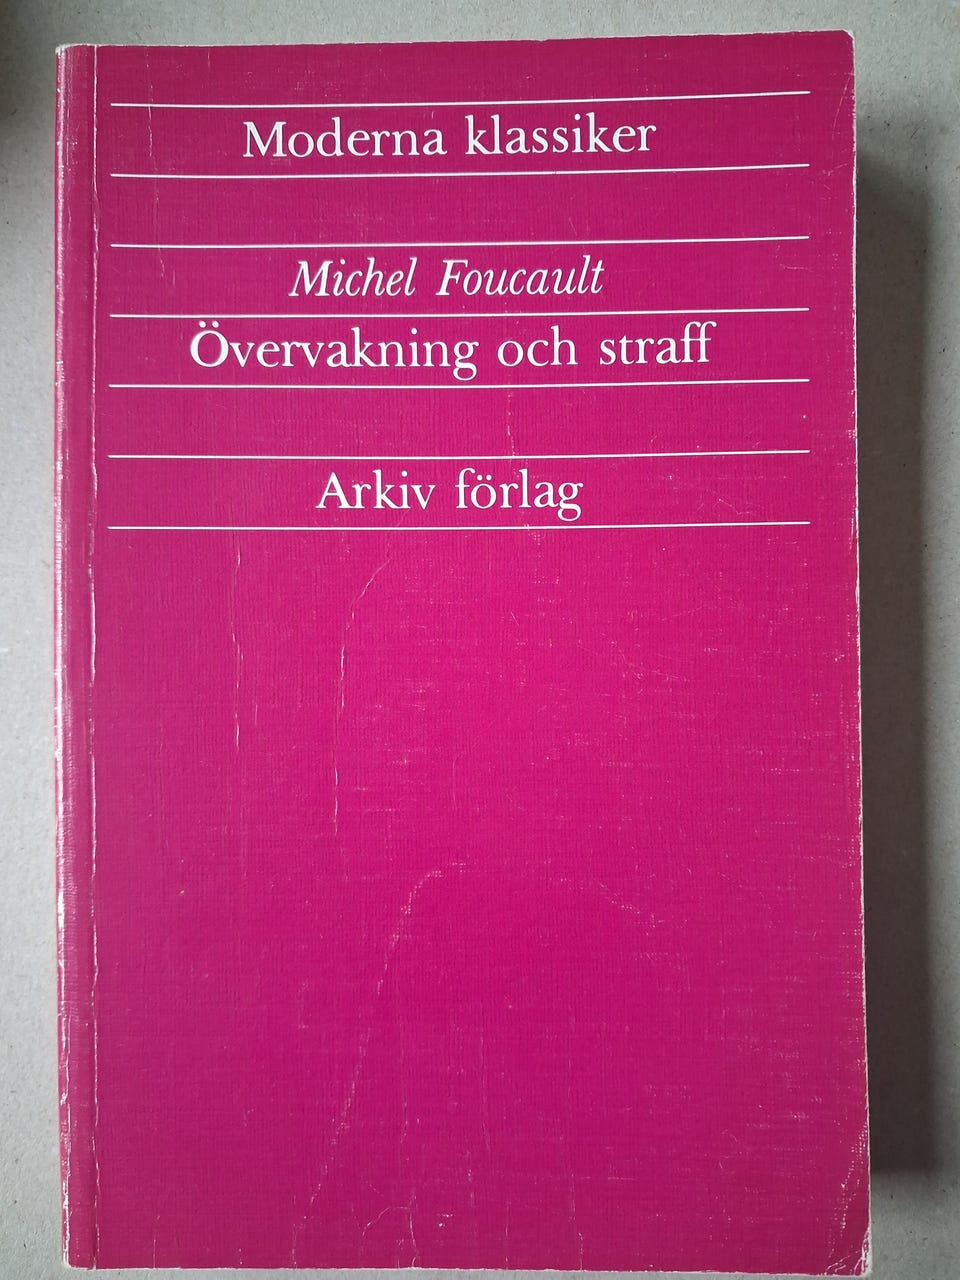 Moderna klassiker
Michel Foucault
Övervakning och straff
Arkiv förlag